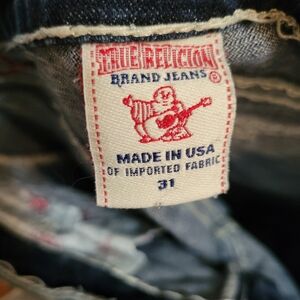 TRUE RELIGION
BRAND JEANS®
MADE IN USA
OF IMPORTED FABRIC
31